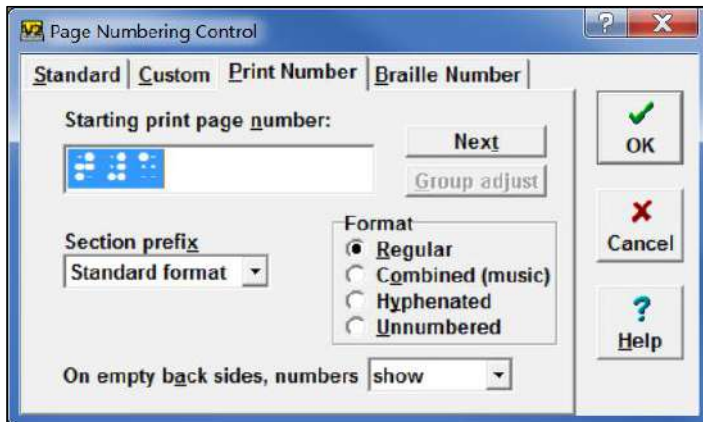 Page Numbering Control
Standard Custom Print Number Braille Number
Starting print page number:
Next
Group adjust
Section prefix
Standard format
Format
Regular
Combined (music)
Hyphenated
Unnumbered
On empty back sides, numbers show
OK
Cancel
? Help